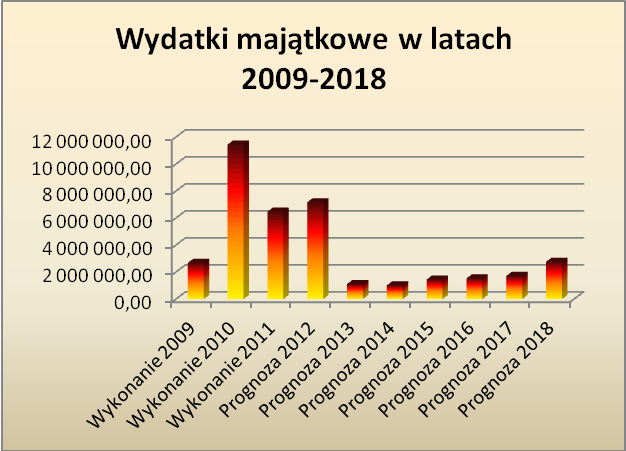 Wydatki majątkowe w latach
2009-2018
12 000 000,00
10 000 000,00
8 000 000,00
6 000 000,00
4 000 000,00
2 000 000,00
0,00
Wykonanie 2009
Wykonanie 2010
Wykonanie 2011
Prognoza 2012
Prognoza 2013
Prognoza 2014
Prognoza 2015
Prognoza 2016
Prognoza 2017
Prognoza 2018